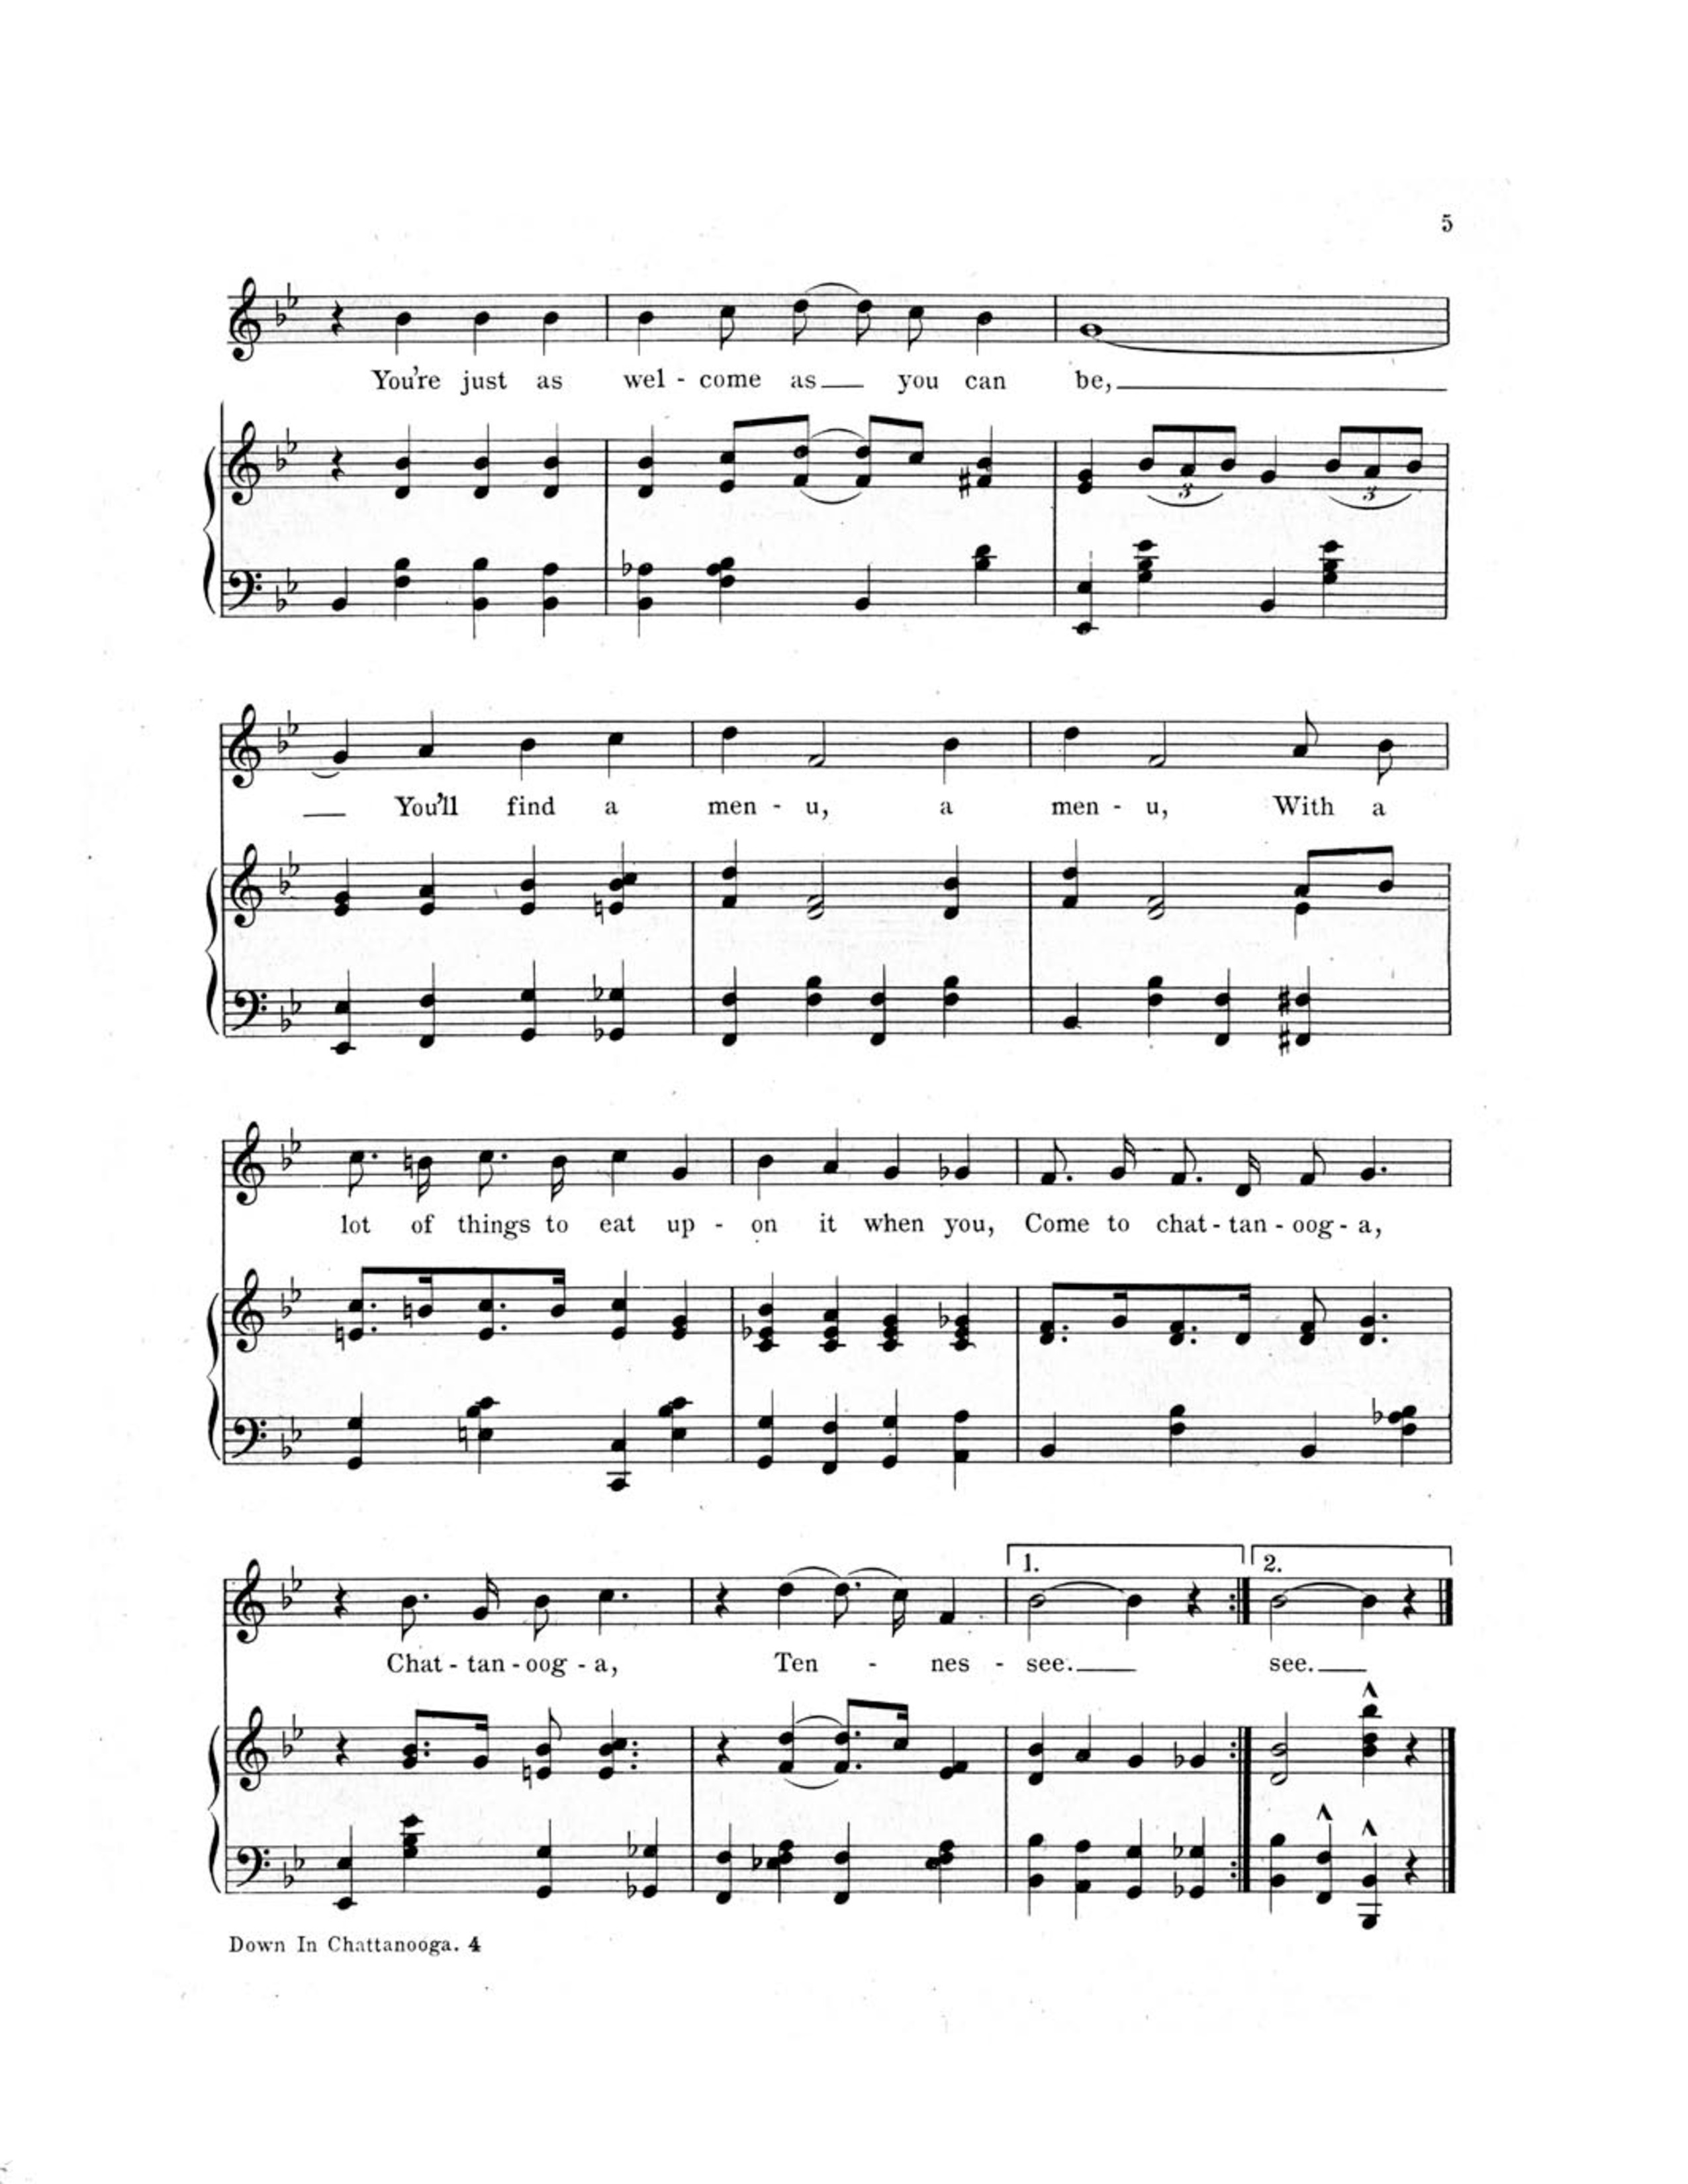 5
You're just as wel - come as you can be,
3 3
You'll find a men - u, a men - u, With a
lot of things to eat up - on it when you, Come to chat - tan - oog - a,
1. 2.
Chat - tan - oog - a, Ten - nes - see. see.
Down In Chattanooga. 4